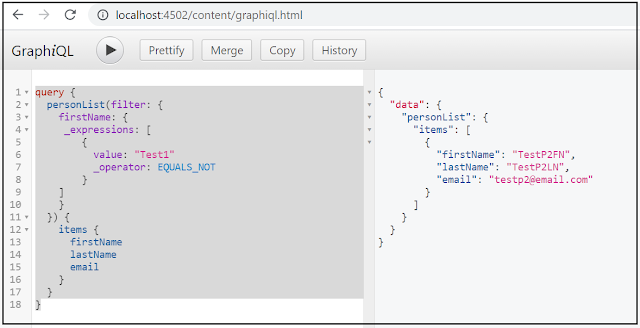 localhost:4502/content/graphiql.html
GraphiQL Prettify Merge Copy History
1 query {
2 personList(filter: {
3 firstName: {
4 _expressions: [
5 {
6 value: "Test1"
7 _operator: EQUALS_NOT
8 }
9 ]
10 }
11 }) {
12 items {
13 firstName
14 lastName
15 email
16 }
17 }
18 }
{
"data": {
"personList": {
"items": [
{
"firstName": "TestP2FN",
"lastName": "TestP2LN",
"email": "testp2@email.com"
}
]
}
}
}